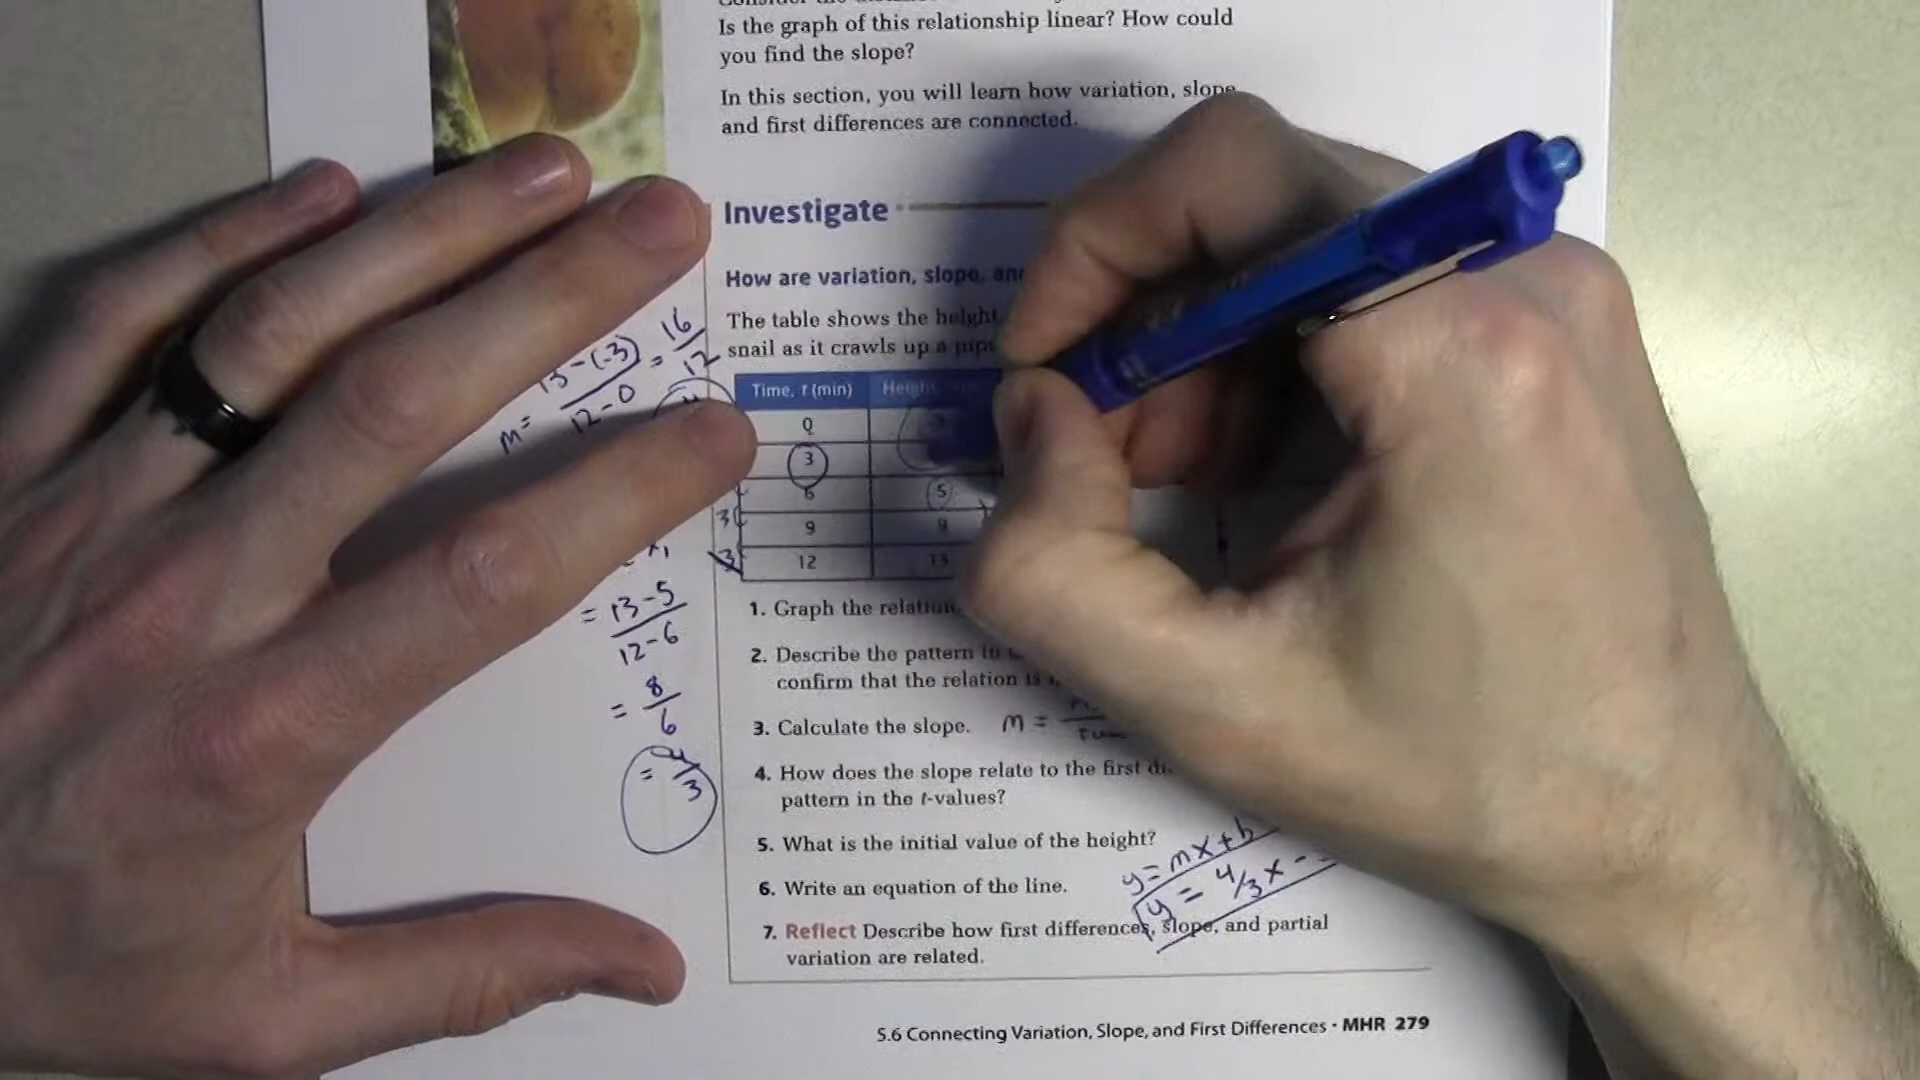 Is the graph of this relationship linear? How could
you find the slope?
In this section, you will learn how variation, slope
and first differences are connected.
Investigate
How are variation, slope, and
The table shows the height
snail as it crawls up a pipe
Time, t (min) Height
0
3
6 5
9 9
12 13
1. Graph the relation
2. Describe the pattern in
confirm that the relation is
3. Calculate the slope. m =
4. How does the slope relate to the first
pattern in the t-values?
5. What is the initial value of the height?
6. Write an equation of the line.
7. Reflect Describe how first differences, slope, and partial
variation are related.
5.6 Connecting Variation, Slope, and First Differences • MHR 279
m = 13-(-3)/12-0 = 16/12
3
3
= 13-5/12-6
= 8/6
= 4/3
y = mx+b
y = 4/3 x -